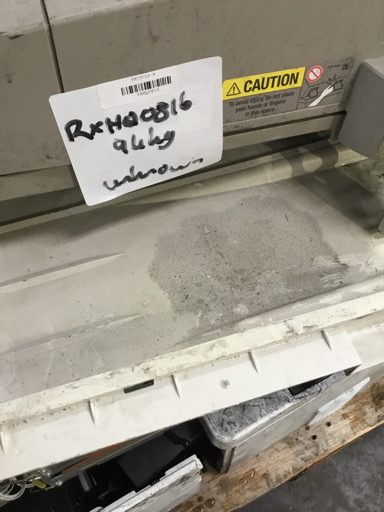 RXH00816
94kg
unknown
CAUTION
To avoid injury, do not place
your hands or fingers
in this space.